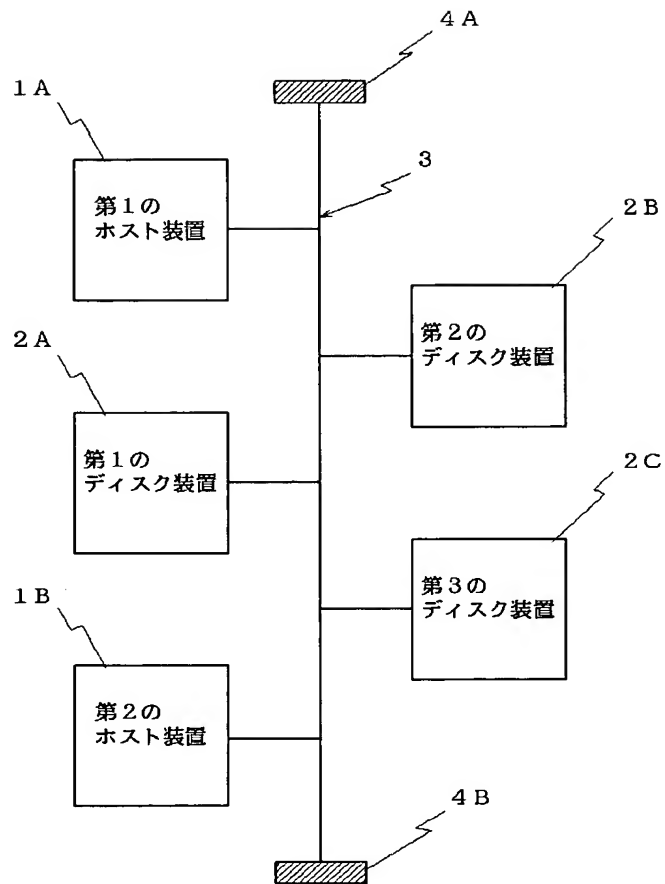 ４Ａ
１Ａ
３
第１の
ホスト装置
２Ｂ
第２の
ディスク装置
２Ａ
第１の
ディスク装置
２Ｃ
第３の
ディスク装置
１Ｂ
第２の
ホスト装置
４Ｂ